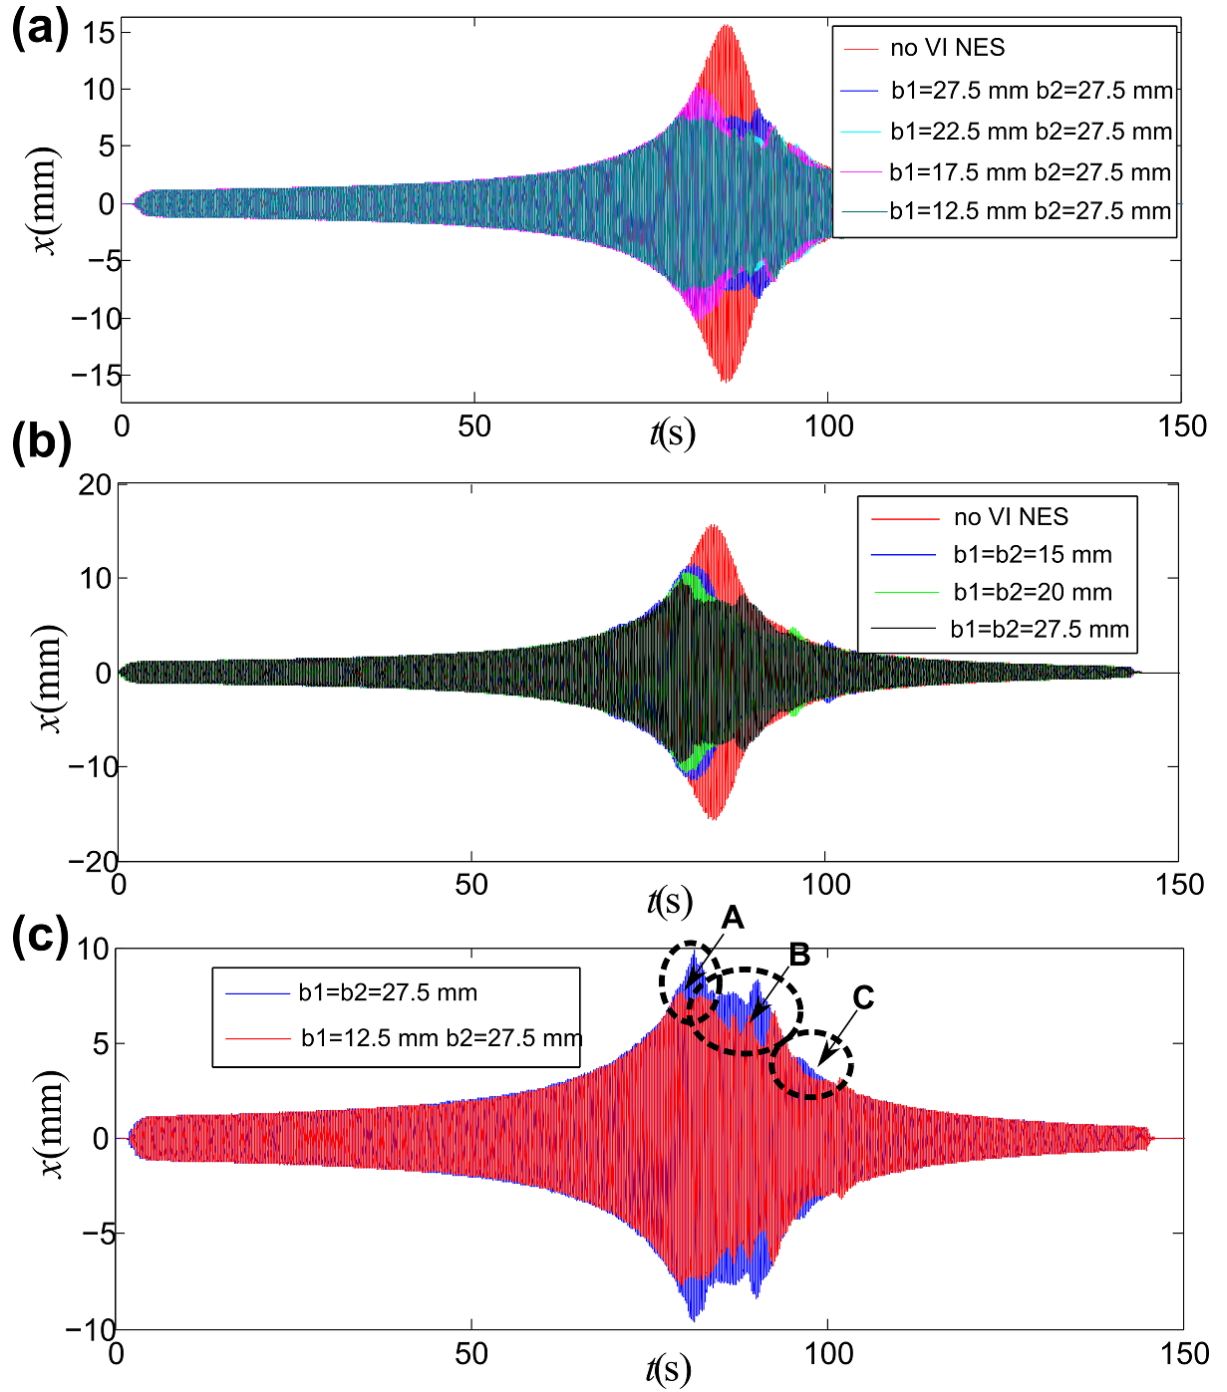 (a)
15
10
5
0
−5
−10
−15
x(mm)
no VI NES
b1=27.5 mm b2=27.5 mm
b1=22.5 mm b2=27.5 mm
b1=17.5 mm b2=27.5 mm
b1=12.5 mm b2=27.5 mm
0 50 100 150
t(s)
(b)
20
10
0
−10
−20
x(mm)
no VI NES
b1=b2=15 mm
b1=b2=20 mm
b1=b2=27.5 mm
0 50 100 150
t(s)
(c)
10
5
0
−5
−10
x(mm)
b1=b2=27.5 mm
b1=12.5 mm b2=27.5 mm
A
B
C
0 50 100 150
t(s)